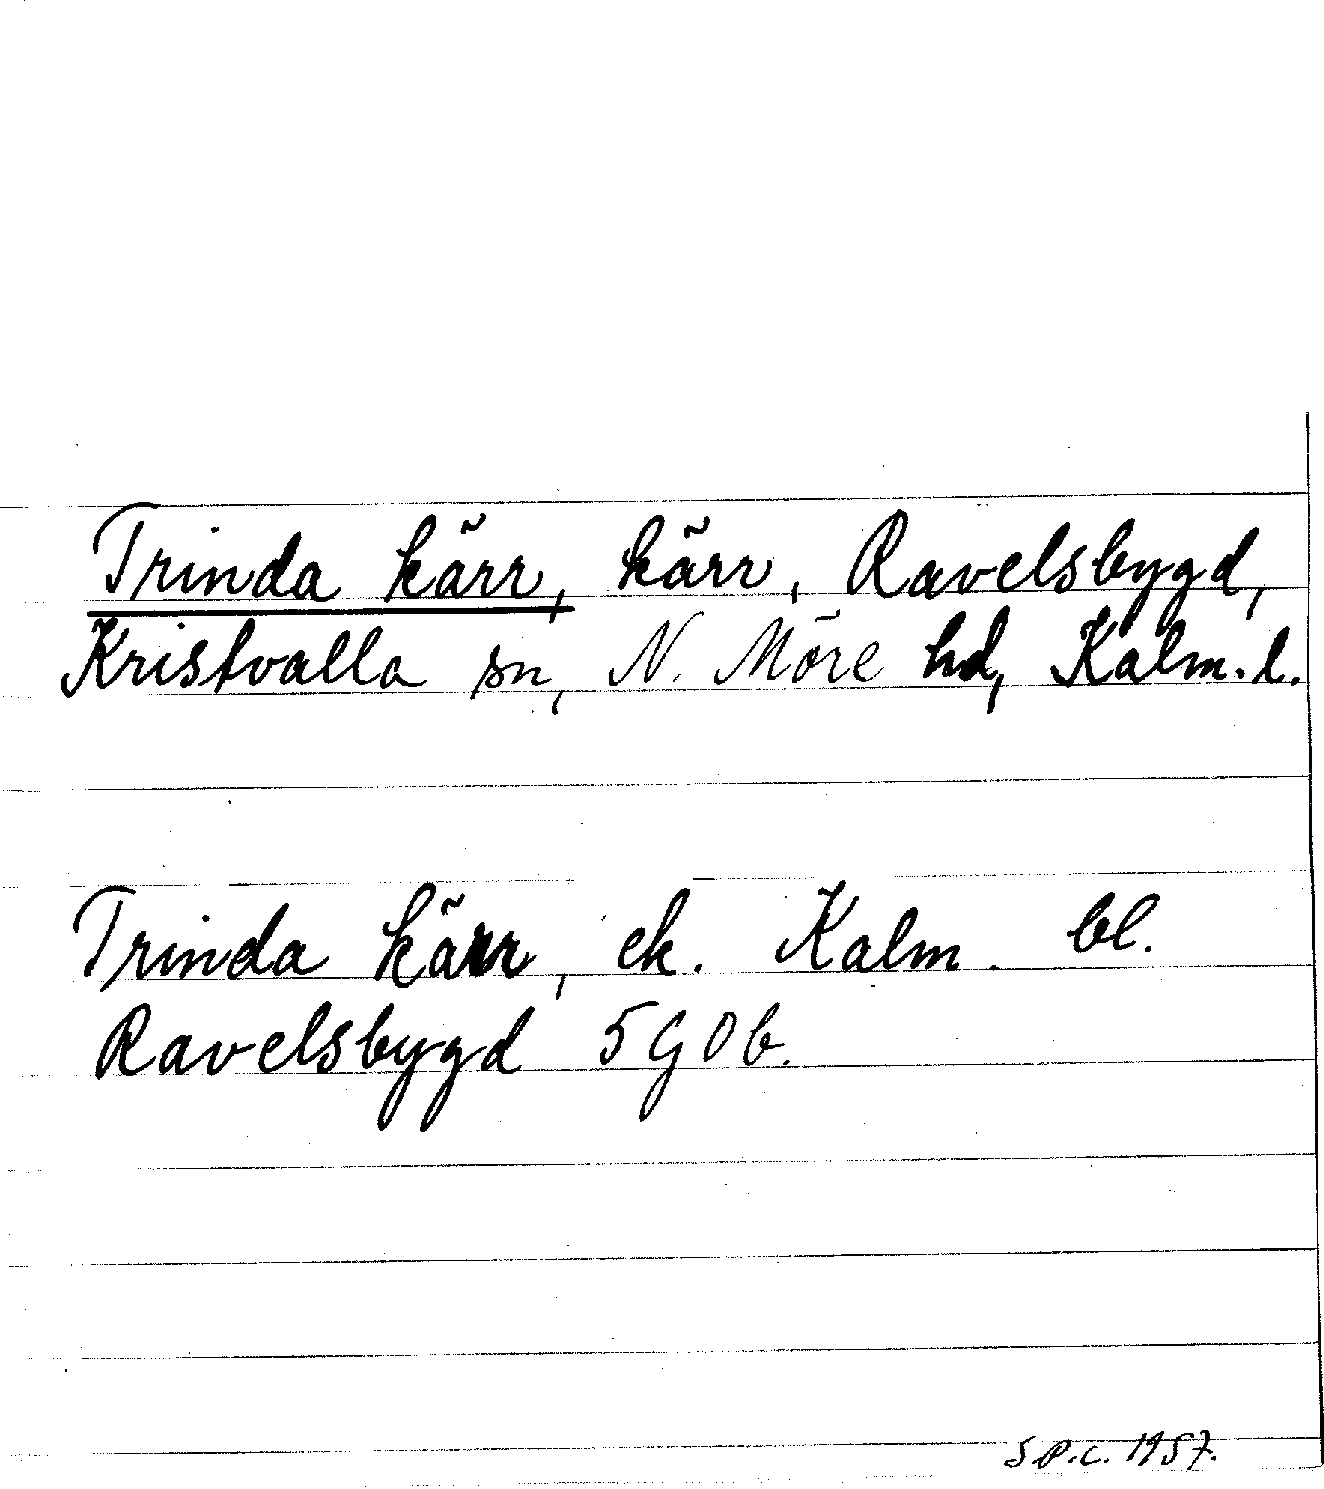 Trinda kärr, kärr, Ravelsbygd,
Kristvalla sn, N. Möre hd, Kalm. l.
Trinda kärr, ek. Kalm. bl.
Ravelsbygd 5G0b.
S.P.C. 1957.